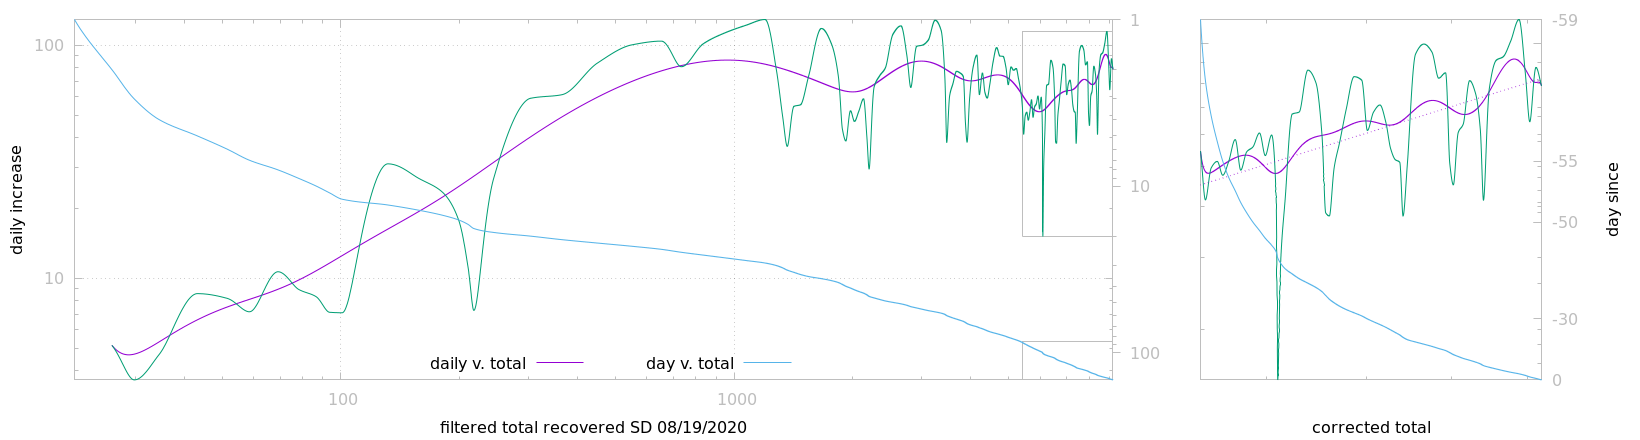 100
10
daily increase
100
1000
1
10
100
daily v. total
day v. total
filtered total recovered SD 08/19/2020
-59
-55
-50
-30
0
day since
corrected total